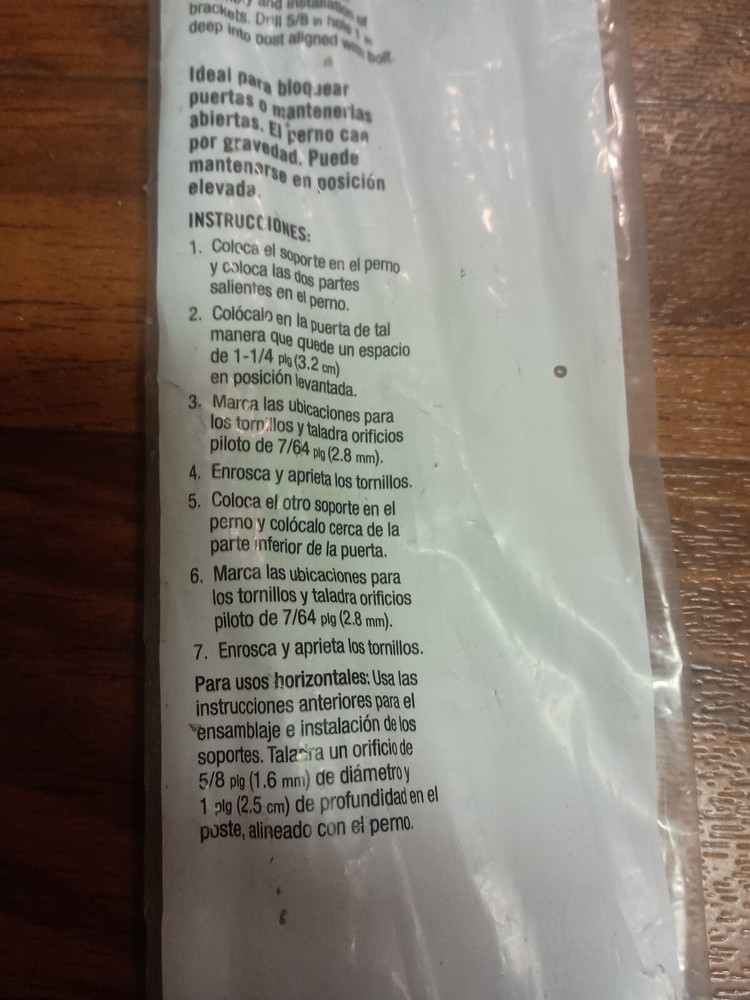 and installation of
brackets. Drill 5/8 in hole 1 in
deep into post aligned with bolt.
Ideal para bloquear
puertas o mantenerlas
abiertas. El perno cae
por gravedad. Puede
mantenerse en posición
elevada.
INSTRUCCIONES:
1. Coloca el soporte en el perno
y coloca las dos partes
salientes en el perno.
2. Colócalo en la puerta de tal
manera que quede un espacio
de 1-1/4 plg (3.2 cm)
en posición levantada.
3. Marca las ubicaciones para
los tornillos y taladra orificios
piloto de 7/64 plg (2.8 mm).
4. Enrosca y aprieta los tornillos.
5. Coloca el otro soporte en el
perno y colócalo cerca de la
parte inferior de la puerta.
6. Marca las ubicaciones para
los tornillos y taladra orificios
piloto de 7/64 plg (2.8 mm).
7. Enrosca y aprieta los tornillos.
Para usos horizontales: Usa las
instrucciones anteriores para el
ensamblaje e instalación de los
soportes. Taladra un orificio de
5/8 plg (1.6 mm) de diámetro y
1 plg (2.5 cm) de profundidad en el
poste, alineado con el perno.